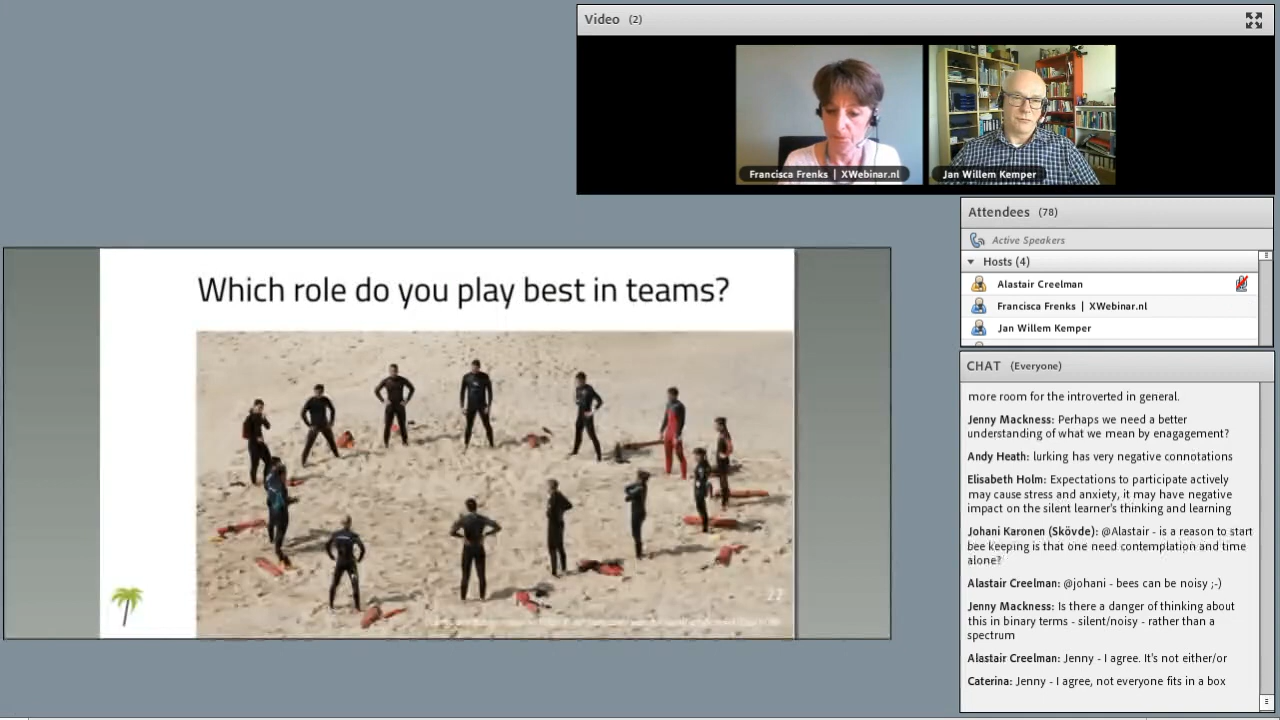 Video (2)
Francisca Frenks | XWebinar.nl
Jan Willem Kemper
Attendees (78)
Active Speakers
Hosts (4)
Alastair Creelman
Francisca Frenks | XWebinar.nl
Jan Willem Kemper
Which role do you play best in teams?
22
CHAT (Everyone)
more room for the introverted in general.
Jenny Mackness: Perhaps we need a better
understanding of what we mean by enagagement?
Andy Heath: lurking has very negative connotations
Elisabeth Holm: Expectations to participate actively
may cause stress and anxiety, it may have negative
impact on the silent learner's thinking and learning
Johani Karonen (Skövde): @Alastair - is a reason to start
bee keeping is that one need contemplation and time
alone?
Alastair Creelman: @johani - bees can be noisy ;-)
Jenny Mackness: Is there a danger of thinking about
this in binary terms - silent/noisy - rather than a
spectrum
Alastair Creelman: Jenny - I agree. It's not either/or
Caterina: Jenny - I agree, not everyone fits in a box